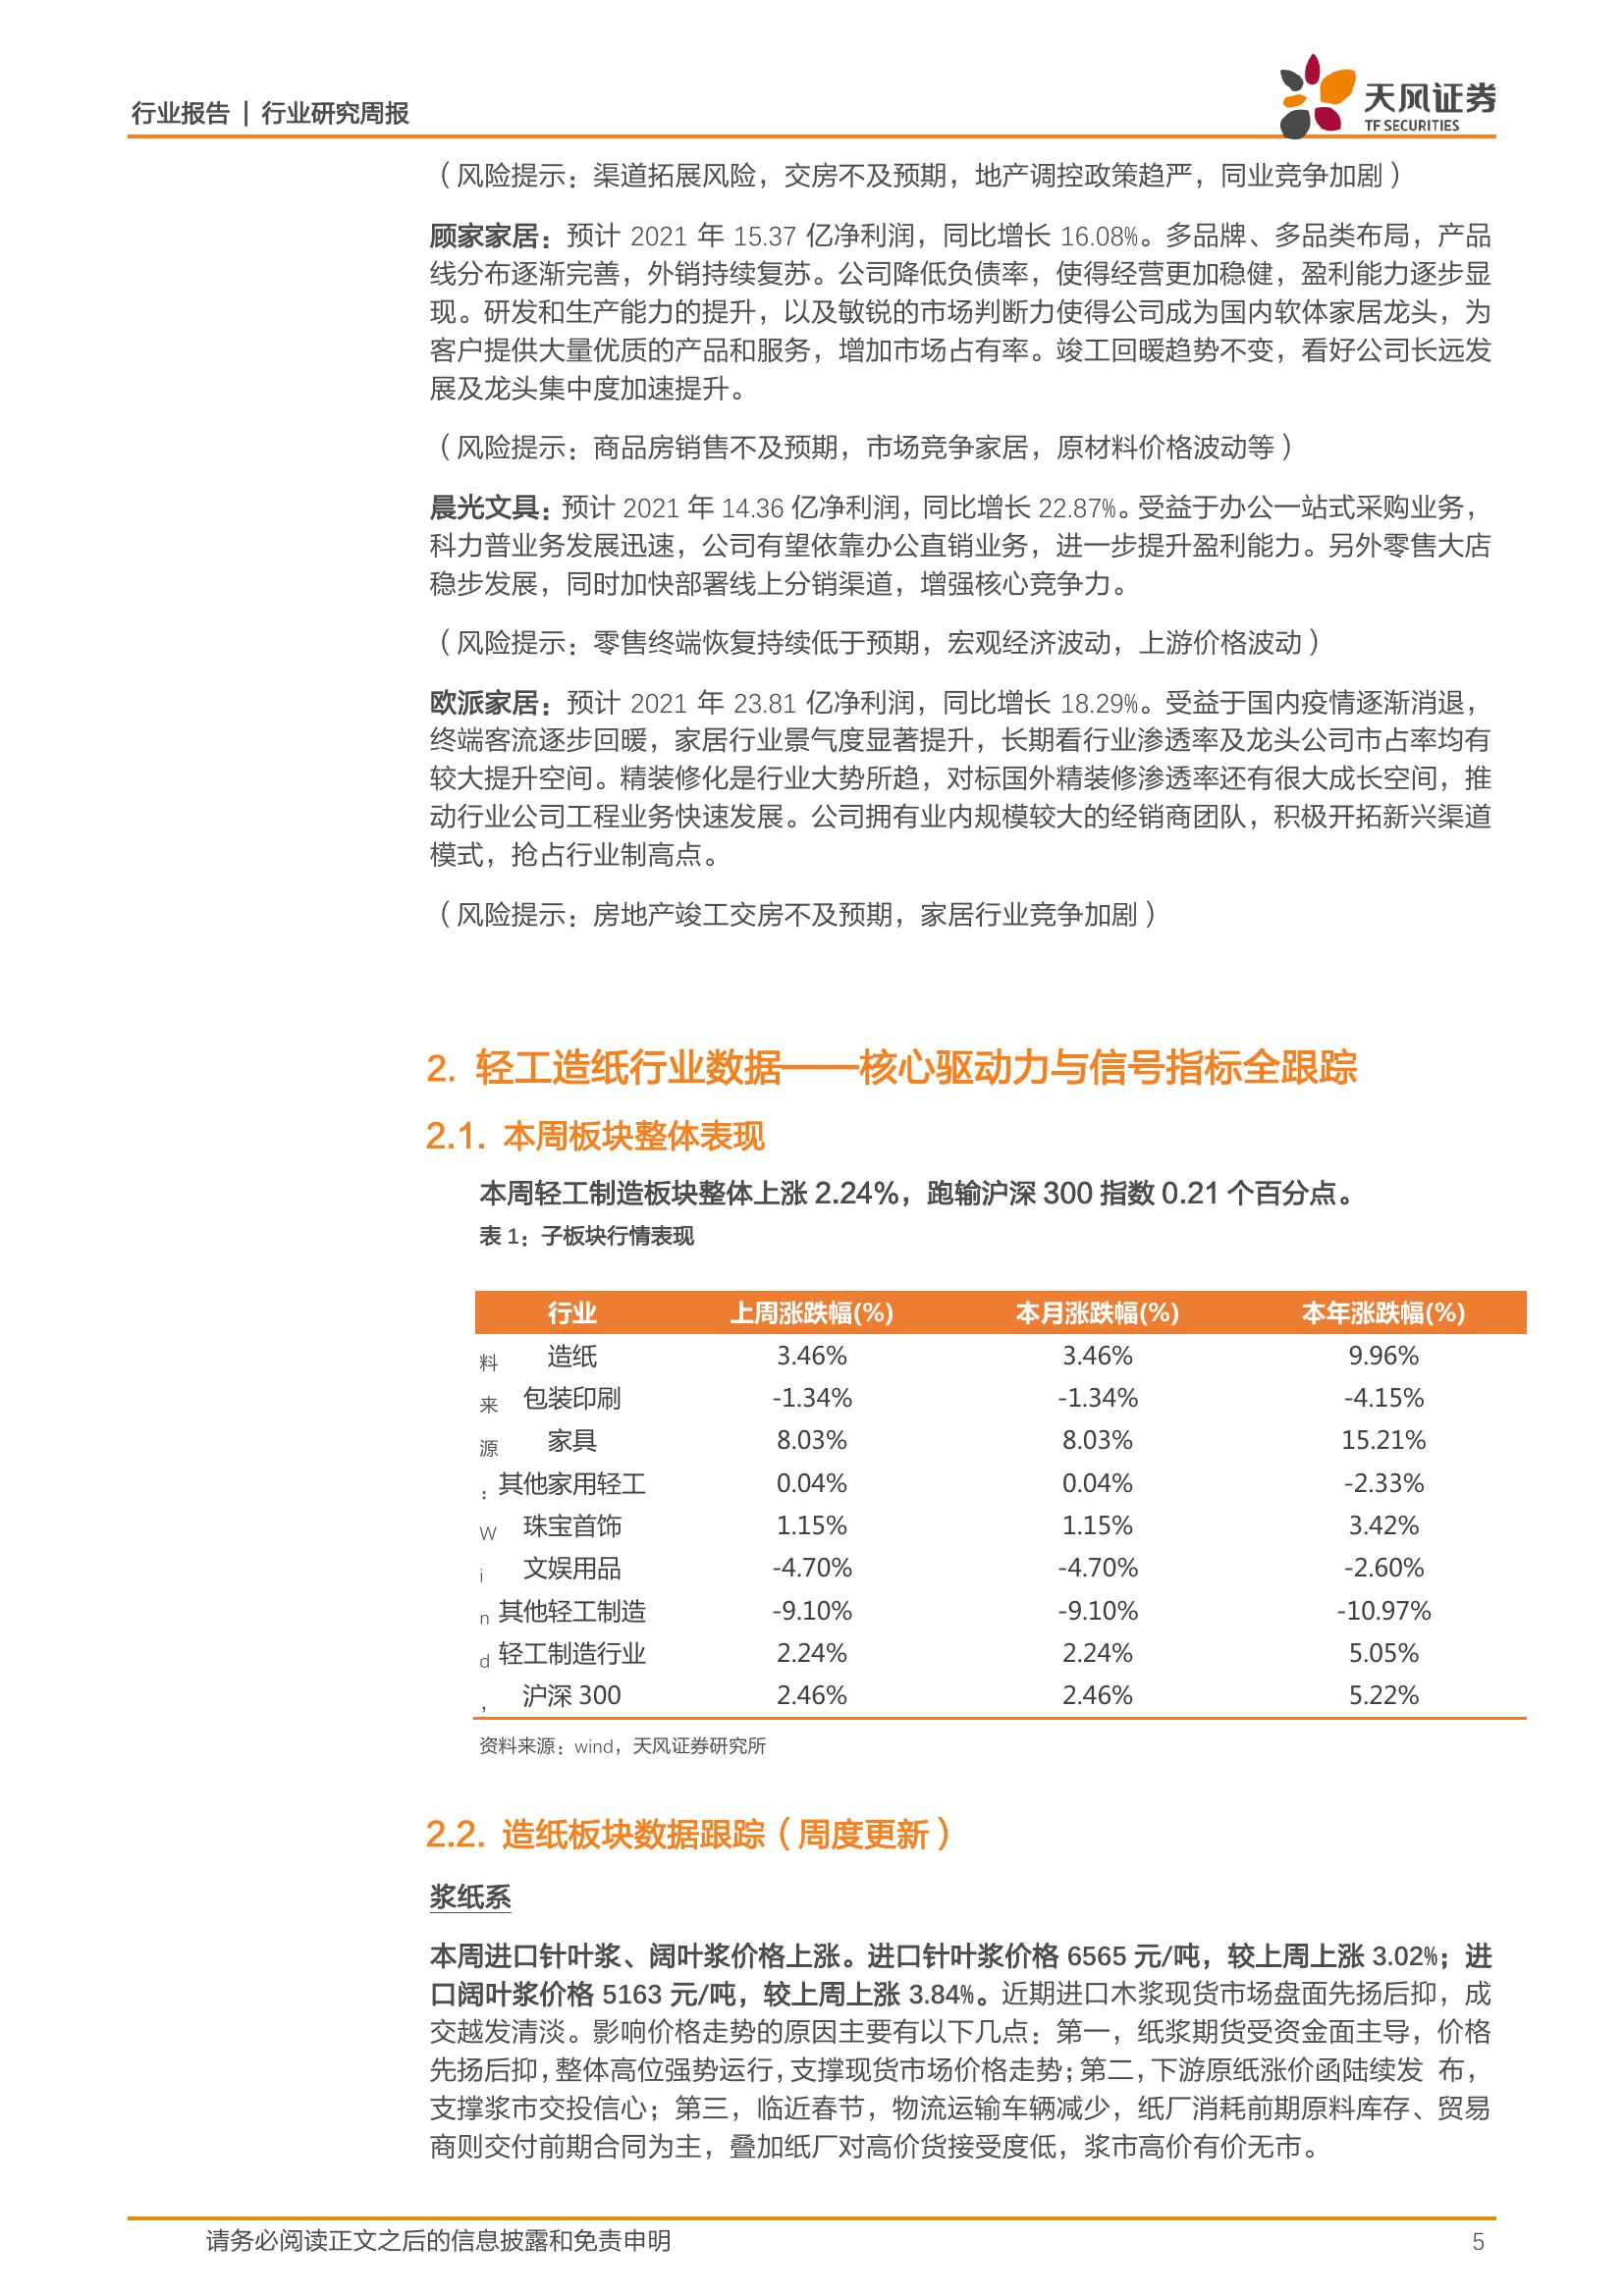 行业报告 | 行业研究周报
天风证券
TF SECURITIES
（风险提示：渠道拓展风险，交房不及预期，地产调控政策趋严，同业竞争加剧）
顾家家居：预计 2021 年 15.37 亿净利润，同比增长 16.08%。多品牌、多品类布局，产品
线分布逐渐完善，外销持续复苏。公司降低负债率，使得经营更加稳健，盈利能力逐步显
现。研发和生产能力的提升，以及敏锐的市场判断力使得公司成为国内软体家居龙头，为
客户提供大量优质的产品和服务，增加市场占有率。竣工回暖趋势不变，看好公司长远发
展及龙头集中度加速提升。
（风险提示：商品房销售不及预期，市场竞争家居，原材料价格波动等）
晨光文具：预计 2021 年 14.36 亿净利润，同比增长 22.87%。受益于办公一站式采购业务，
科力普业务发展迅速，公司有望依靠办公直销业务，进一步提升盈利能力。另外零售大店
稳步发展，同时加快部署线上分销渠道，增强核心竞争力。
（风险提示：零售终端恢复持续低于预期，宏观经济波动，上游价格波动）
欧派家居：预计 2021 年 23.81 亿净利润，同比增长 18.29%。受益于国内疫情逐渐消退，
终端客流逐步回暖，家居行业景气度显著提升，长期看行业渗透率及龙头公司市占率均有
较大提升空间。精装修化是行业大势所趋，对标国外精装修渗透率还有很大成长空间，推
动行业公司工程业务快速发展。公司拥有业内规模较大的经销商团队，积极开拓新兴渠道
模式，抢占行业制高点。
（风险提示：房地产竣工交房不及预期，家居行业竞争加剧）
2. 轻工造纸行业数据——核心驱动力与信号指标全跟踪
2.1. 本周板块整体表现
本周轻工制造板块整体上涨 2.24%，跑输沪深 300 指数 0.21 个百分点。
表 1：子板块行情表现
行业 上周涨跌幅(%) 本月涨跌幅(%) 本年涨跌幅(%)
料 造纸 3.46% 3.46% 9.96%
来 包装印刷 -1.34% -1.34% -4.15%
源 家具 8.03% 8.03% 15.21%
： 其他家用轻工 0.04% 0.04% -2.33%
W 珠宝首饰 1.15% 1.15% 3.42%
i 文娱用品 -4.70% -4.70% -2.60%
n 其他轻工制造 -9.10% -9.10% -10.97%
d 轻工制造行业 2.24% 2.24% 5.05%
， 沪深 300 2.46% 2.46% 5.22%
资料来源：wind，天风证券研究所
2.2. 造纸板块数据跟踪（周度更新）
浆纸系
本周进口针叶浆、阔叶浆价格上涨。进口针叶浆价格 6565 元/吨，较上周上涨 3.02%；进
口阔叶浆价格 5163 元/吨，较上周上涨 3.84%。近期进口木浆现货市场盘面先扬后抑，成
交越发清淡。影响价格走势的原因主要有以下几点：第一，纸浆期货受资金面主导，价格
先扬后抑，整体高位强势运行，支撑现货市场价格走势；第二，下游原纸涨价函陆续发 布，
支撑浆市交投信心；第三，临近春节，物流运输车辆减少，纸厂消耗前期原料库存、贸易
商则交付前期合同为主，叠加纸厂对高价货接受度低，浆市高价有价无市。
请务必阅读正文之后的信息披露和免责申明 5